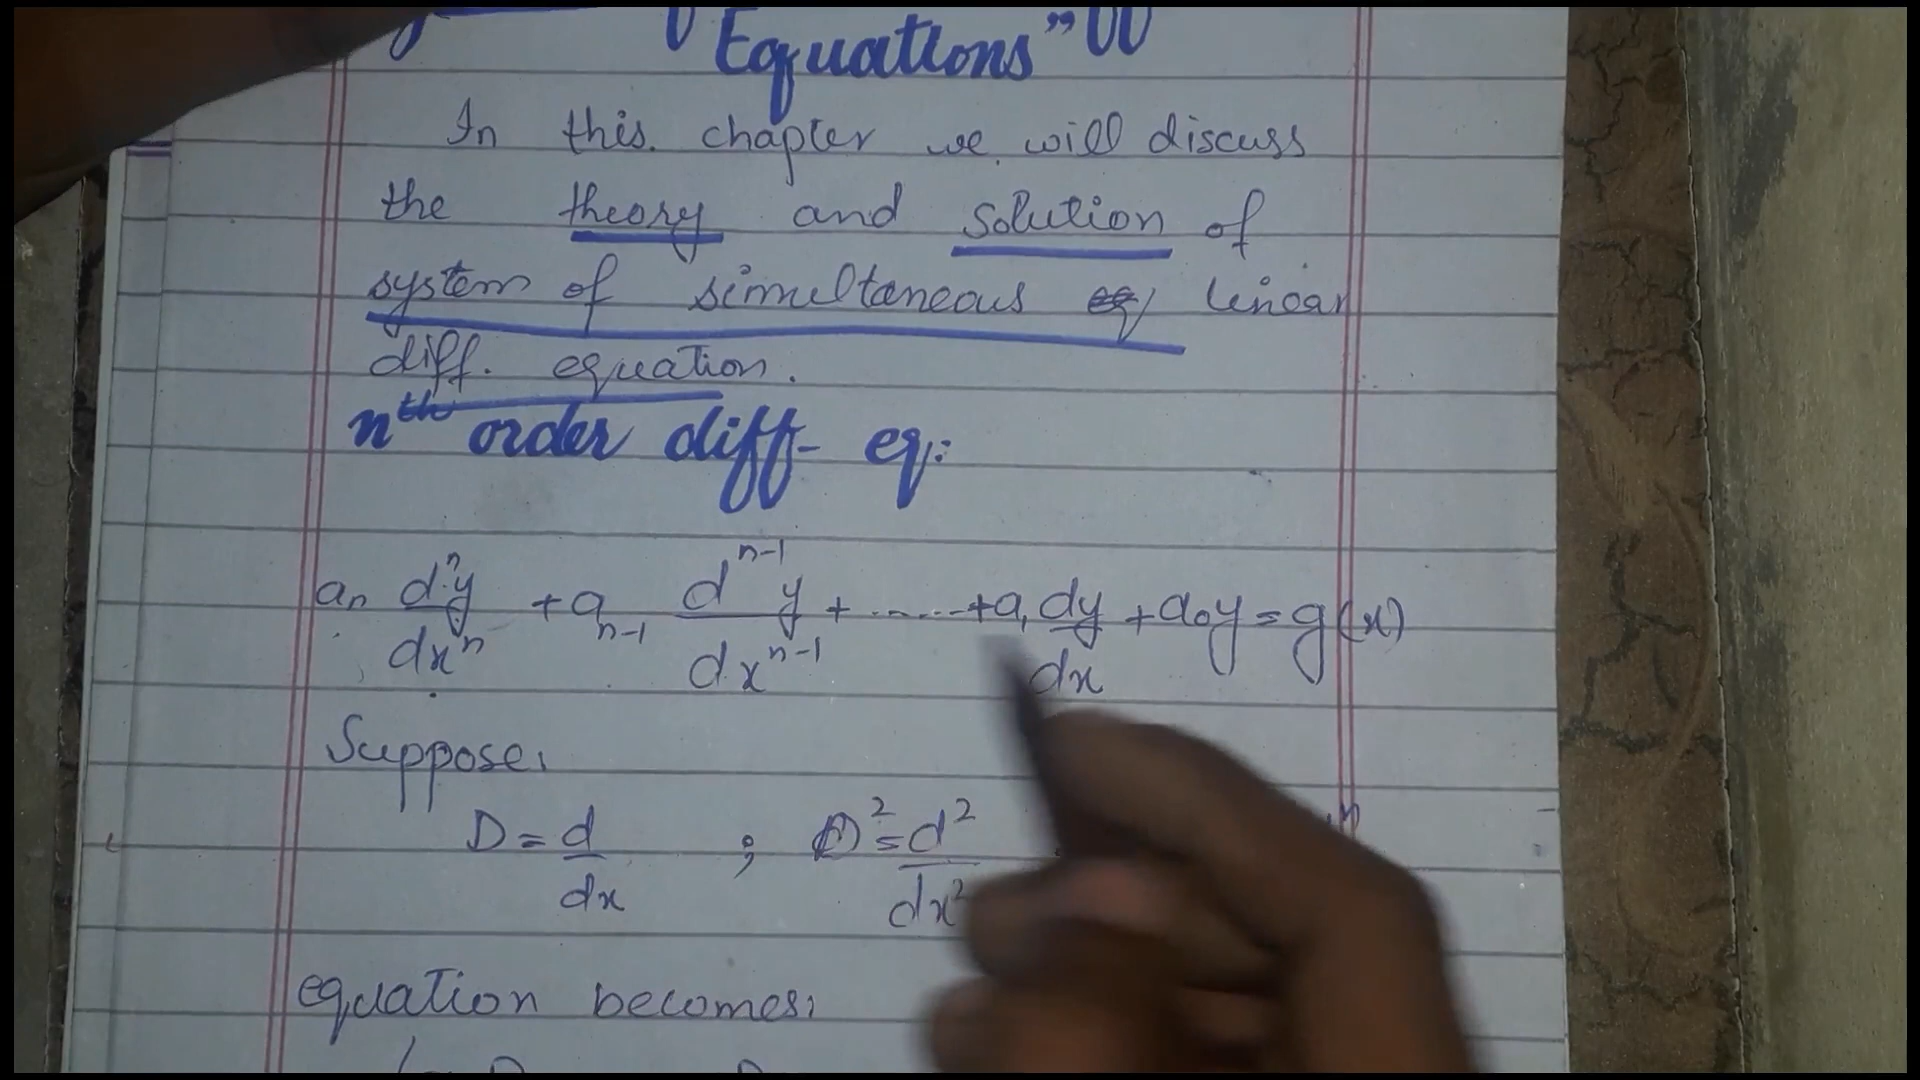 Equations"
In this chapter we will discuss
the theory and solution of
system of simultaneous eq linear
diff. equation.
nth order diff- eq:
aₙ dⁿy/dxⁿ + aₙ₋₁ dⁿ⁻¹y/dxⁿ⁻¹ + ...... + a₁ dy/dx + a₀y = g(x)
Suppose,
D = d/dx ; D² = d²/dx²
equation becomes,